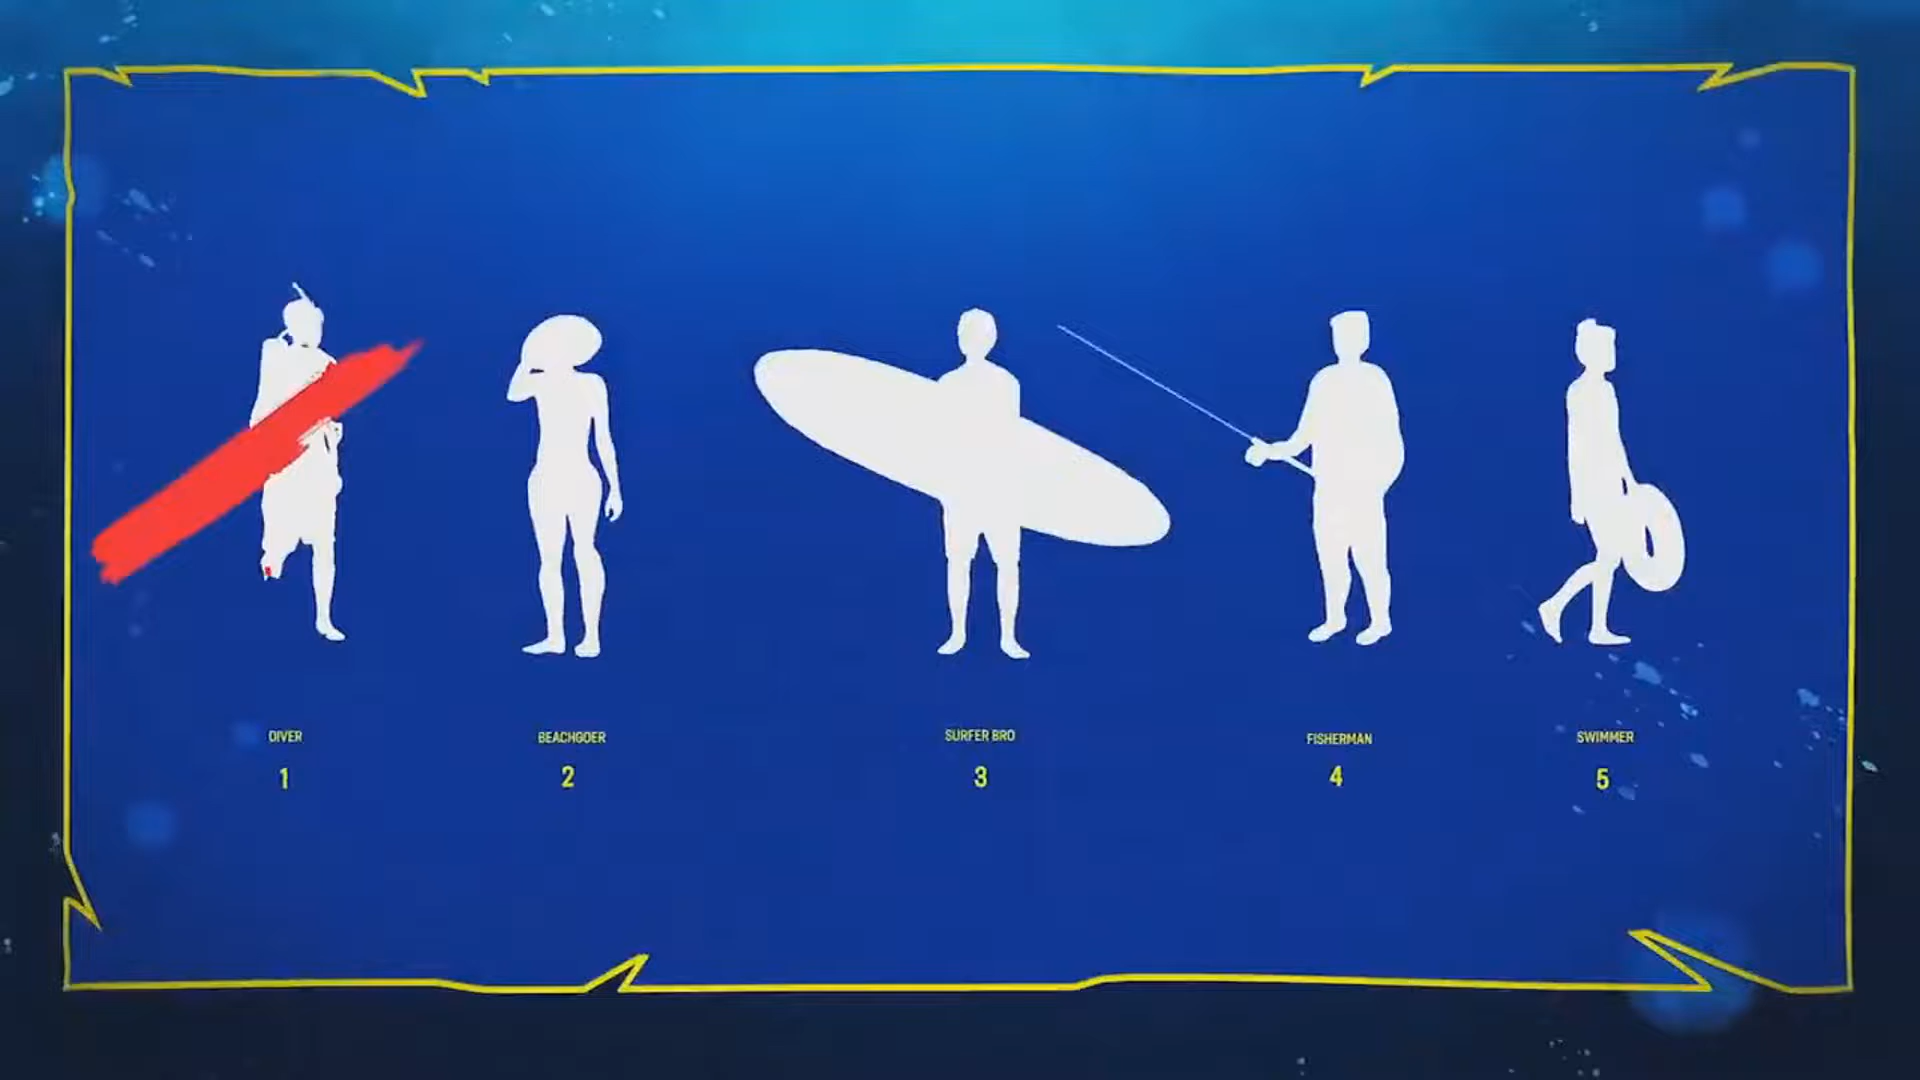 DIVER
1
BEACHGOER
2
SURFER BRO
3
FISHERMAN
4
SWIMMER
5